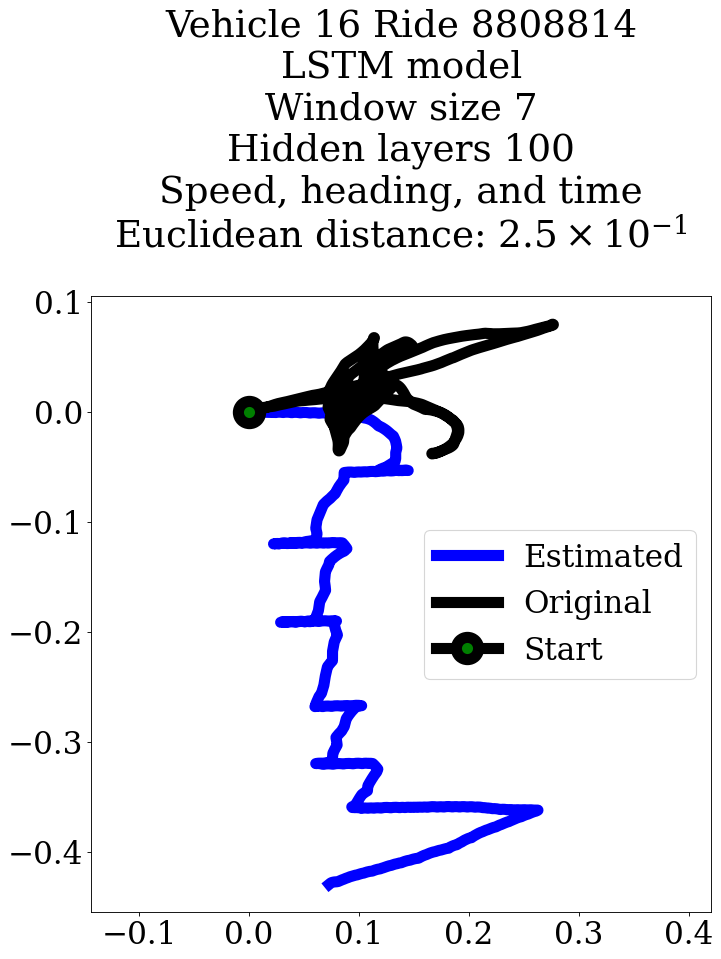 Vehicle 16 Ride 8808814
LSTM model
Window size 7
Hidden layers 100
Speed, heading, and time
Euclidean distance: 2.5 × 10⁻¹
0.1
0.0
−0.1
−0.2
−0.3
−0.4
Estimated
Original
Start
−0.1 0.0 0.1 0.2 0.3 0.4